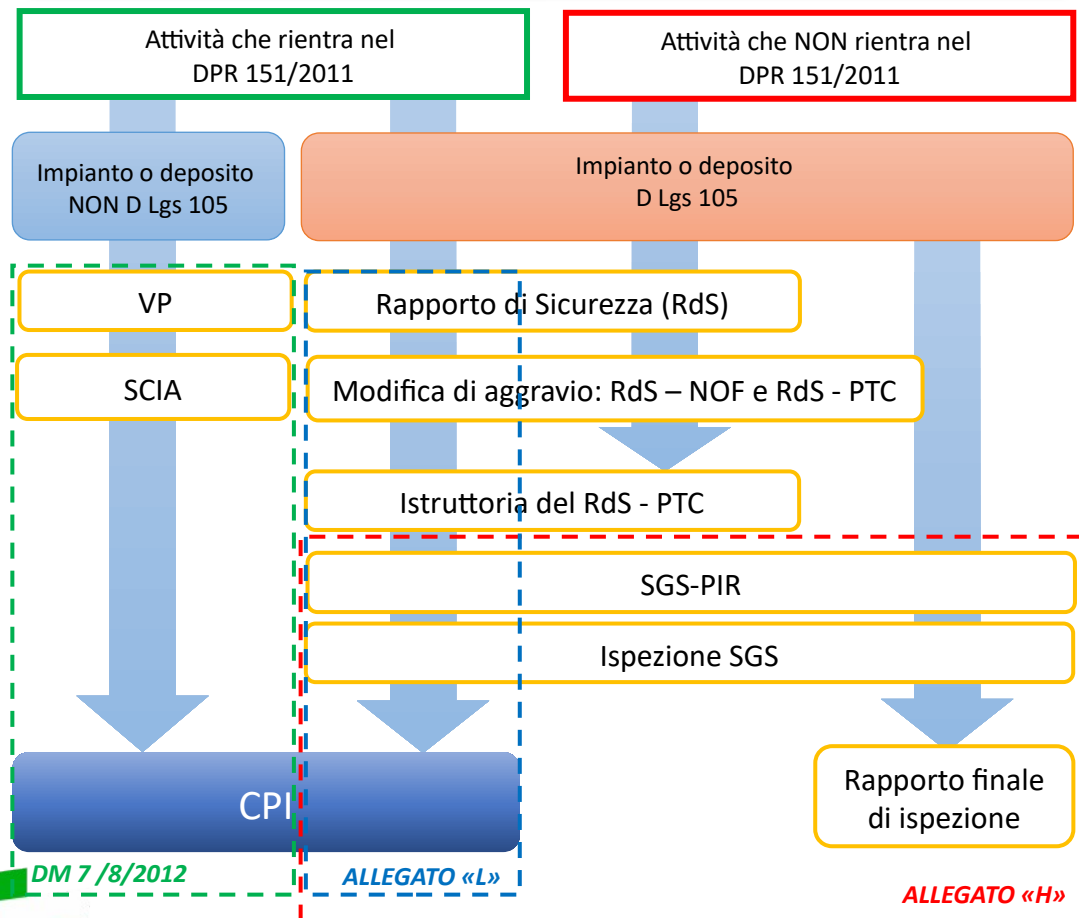 Attività che rientra nel
DPR 151/2011
Attività che NON rientra nel
DPR 151/2011
Impianto o deposito
NON D Lgs 105
Impianto o deposito
D Lgs 105
VP
Rapporto di Sicurezza (RdS)
SCIA
Modifica di aggravio: RdS – NOF e RdS - PTC
Istruttoria del RdS - PTC
SGS-PIR
Ispezione SGS
CPI
Rapporto finale
di ispezione
DM 7 /8/2012
ALLEGATO «L»
ALLEGATO «H»